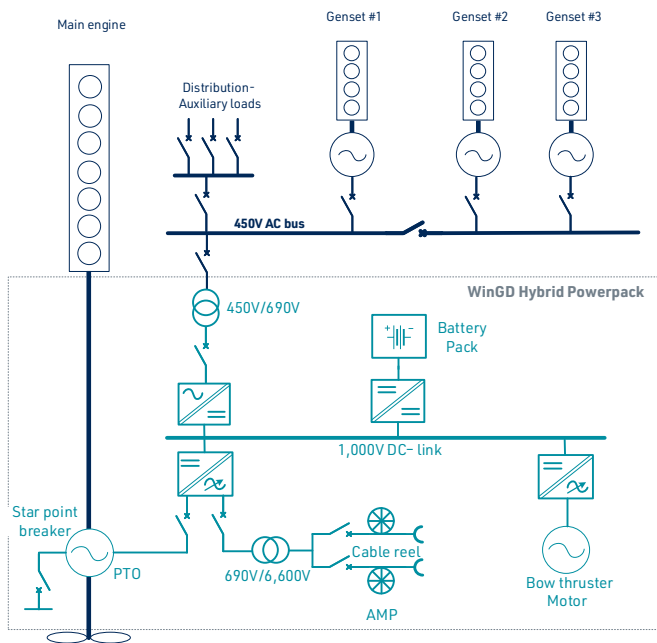 Main engine
Genset #1
Genset #2
Genset #3
Distribution-
Auxiliary loads
450V AC bus
WinGD Hybrid Powerpack
450V/690V
Battery
Pack
1,000V DC– link
Star point
breaker
PTO
690V/6,600V
Cable reel
AMP
Bow thruster
Motor